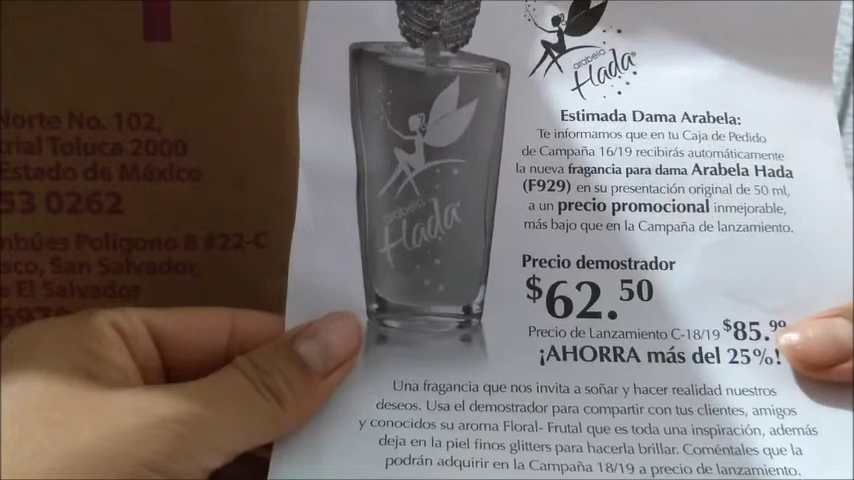 Norte No. 102,
trial Toluca 2000
Estado de México
53 0262
Polígono B #22-C
sco, San Salvador,
e El Salvador
arabela
Hada
arabela
Hada
Estimada Dama Arabela:
Te informamos que en tu Caja de Pedido
de Campaña 16/19 recibirás automáticamente
la nueva fragancia para dama Arabela Hada
(F929) en su presentación original de 50 ml,
a un precio promocional inmejorable,
más bajo que en la Campaña de lanzamiento.
Precio demostrador
$62.50
Precio de Lanzamiento C-18/19 $85.99
¡AHORRA más del 25%!
Una fragancia que nos invita a soñar y hacer realidad nuestros
deseos. Usa el demostrador para compartir con tus clientes, amigos
y conocidos su aroma Floral- Frutal que es toda una inspiración, además
deja en la piel finos glitters para hacerla brillar. Coméntales que la
podrán adquirir en la Campaña 18/19 a precio de lanzamiento.